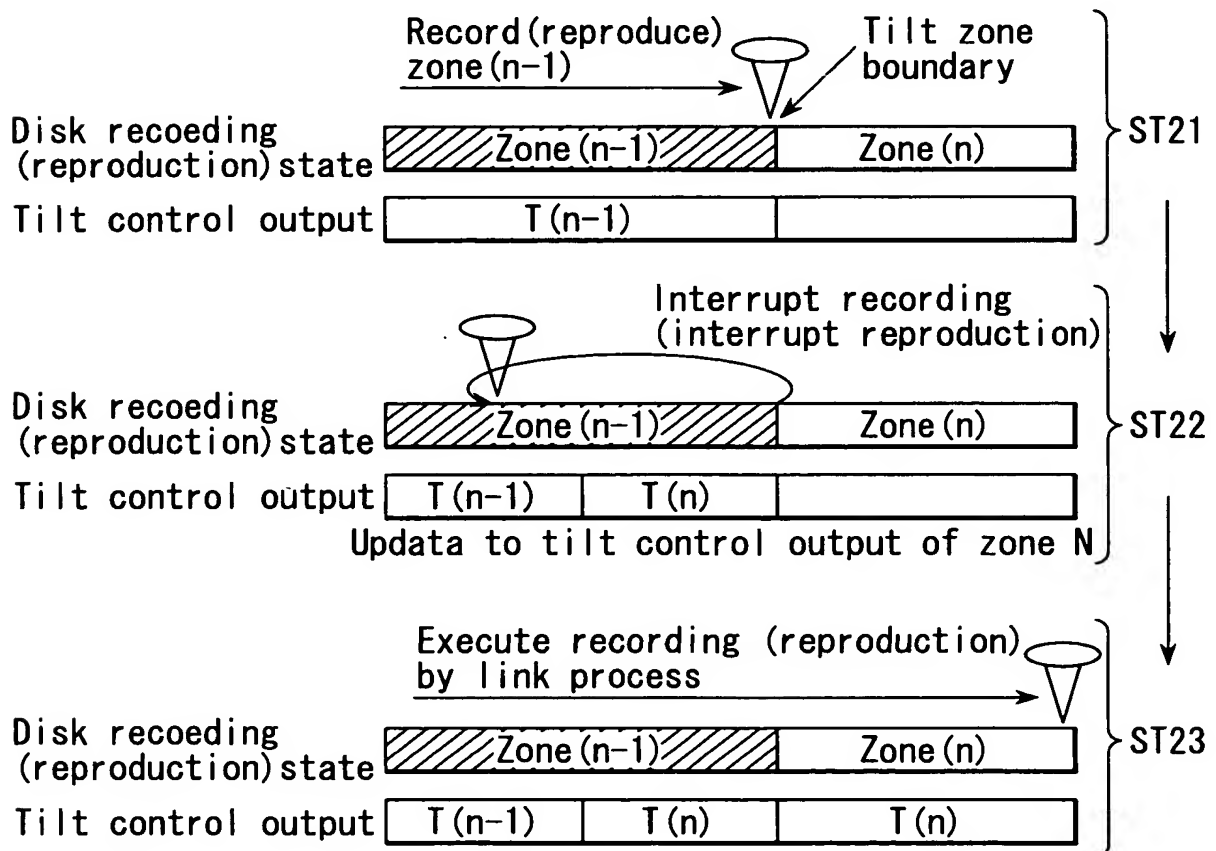 Record(reproduce)
zone(n-1)
Tilt zone
boundary
Disk recoeding
(reproduction)state
Zone(n-1)
Zone(n)
ST21
Tilt control output
T(n-1)
Interrupt recording
(interrupt reproduction)
Disk recoeding
(reproduction)state
Zone(n-1)
Zone(n)
ST22
Tilt control output
T(n-1)
T(n)
Updata to tilt control output of zone N
Execute recording (reproduction)
by link process
Disk recoeding
(reproduction)state
Zone(n-1)
Zone(n)
ST23
Tilt control output
T(n-1)
T(n)
T(n)